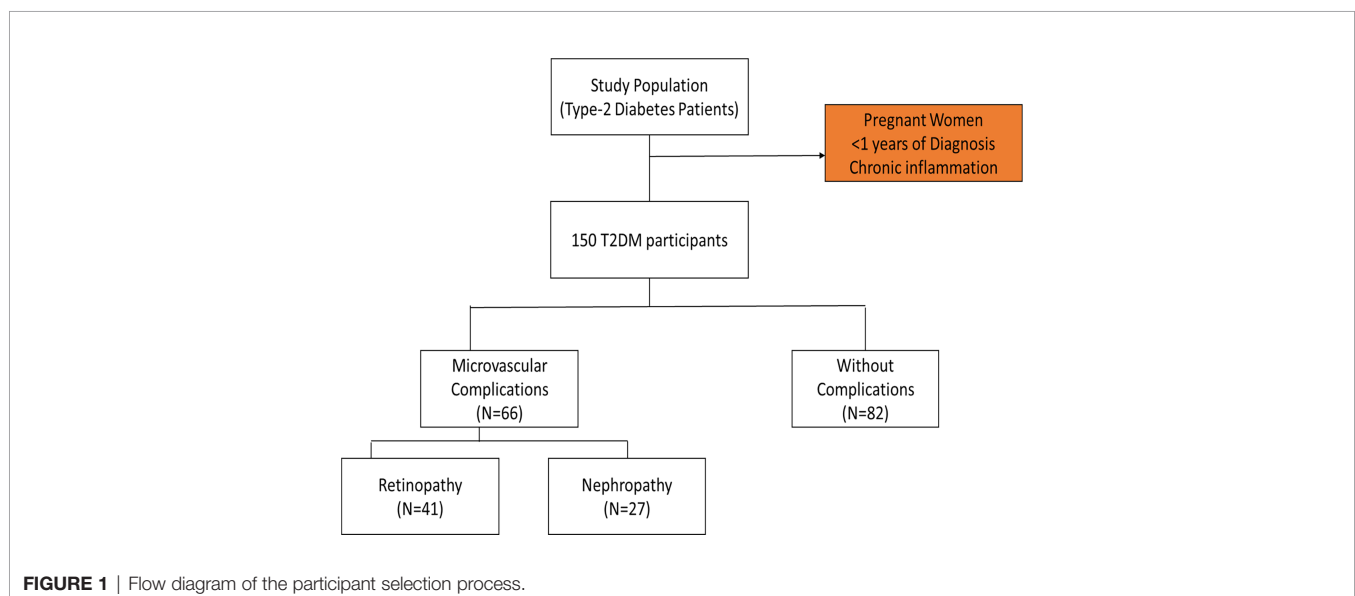 Study Population
(Type-2 Diabetes Patients)
Pregnant Women
<1 years of Diagnosis
Chronic inflammation
150 T2DM participants
Microvascular
Complications
(N=66)
Without
Complications
(N=82)
Retinopathy
(N=41)
Nephropathy
(N=27)
FIGURE 1 | Flow diagram of the participant selection process.